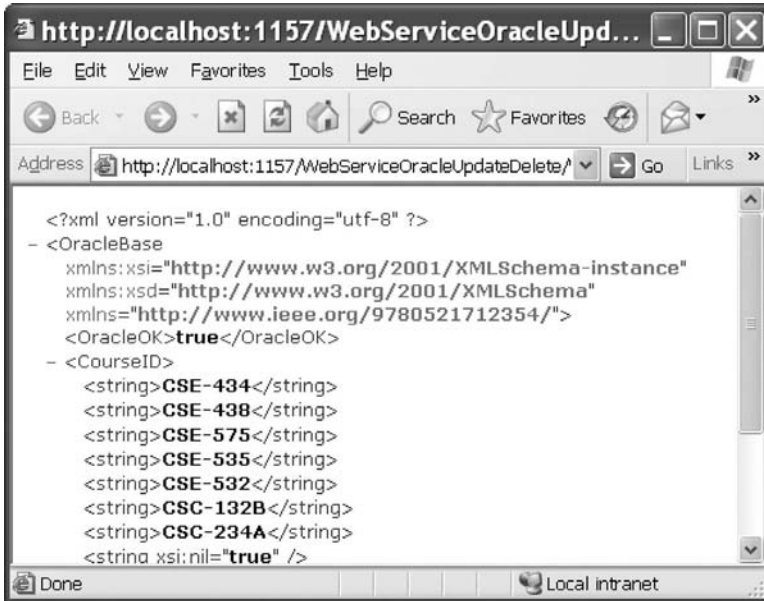 http://localhost:1157/WebServiceOracleUpd...
File Edit View Favorites Tools Help
Back Search Favorites »
Address http://localhost:1157/WebServiceOracleUpdateDelete/ Go Links »
<?xml version="1.0" encoding="utf-8" ?>
– <OracleBase
xmlns:xsi="http://www.w3.org/2001/XMLSchema-instance"
xmlns:xsd="http://www.w3.org/2001/XMLSchema"
xmlns="http://www.ieee.org/9780521712354/">
<OracleOK>true</OracleOK>
– <CourseID>
<string>CSE-434</string>
<string>CSE-438</string>
<string>CSE-575</string>
<string>CSE-535</string>
<string>CSE-532</string>
<string>CSC-132B</string>
<string>CSC-234A</string>
<string xsi:nil="true" />
Done Local intranet